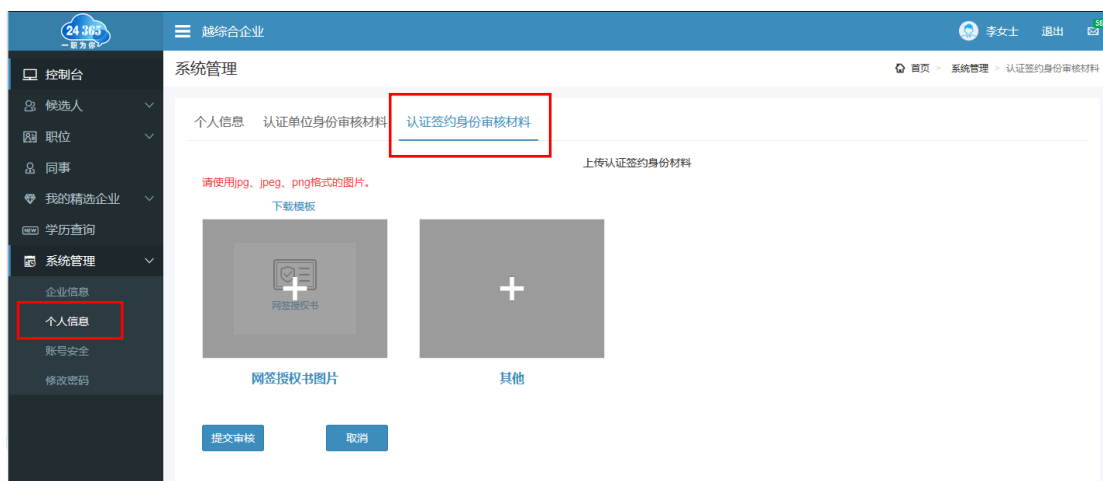 24 365
一职为你
越综合企业
李女士
退出
58
控制台
系统管理
首页 > 系统管理 > 认证签约身份审核材料
候选人
职位
同事
我的精选企业
NEW 学历查询
系统管理
企业信息
个人信息
账号安全
修改密码
个人信息
认证单位身份审核材料
认证签约身份审核材料
上传认证签约身份材料
请使用jpg、jpeg、png格式的图片。
下载模板
网签授权书
网签授权书图片
其他
提交审核
取消